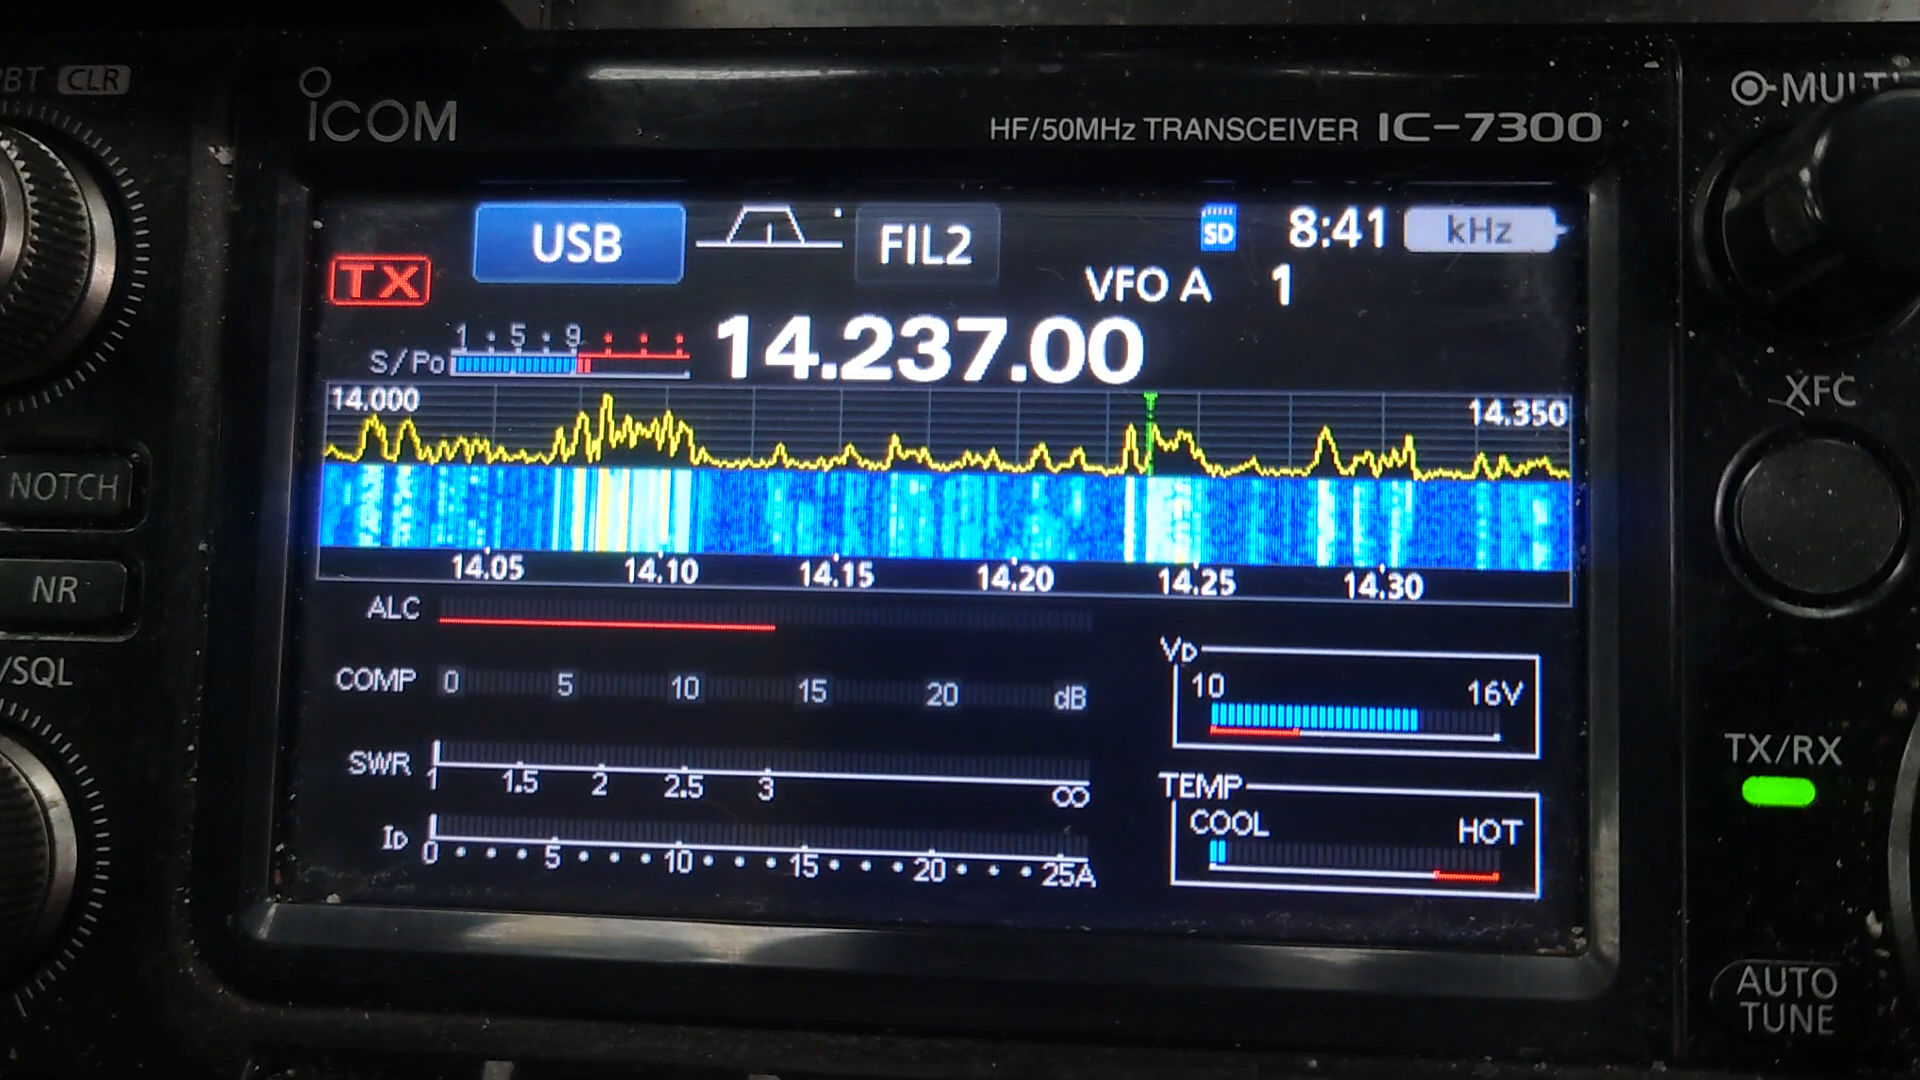 PBT CLR
ICOM
HF/50MHz TRANSCEIVER IC-7300
MULTI
USB
FIL2
SD
8:41
kHz
TX
VFO A 1
1 5 9
S/Po
14.237.00
14.000
14.350
14.05 14.10 14.15 14.20 14.25 14.30
NOTCH
NR
/SQL
XFC
ALC
COMP 0 5 10 15 20 dB
SWR 1 1.5 2 2.5 3 ∞
ID 0 5 10 15 20 25A
VD
10 16V
TEMP
COOL HOT
TX/RX
AUTO
TUNE